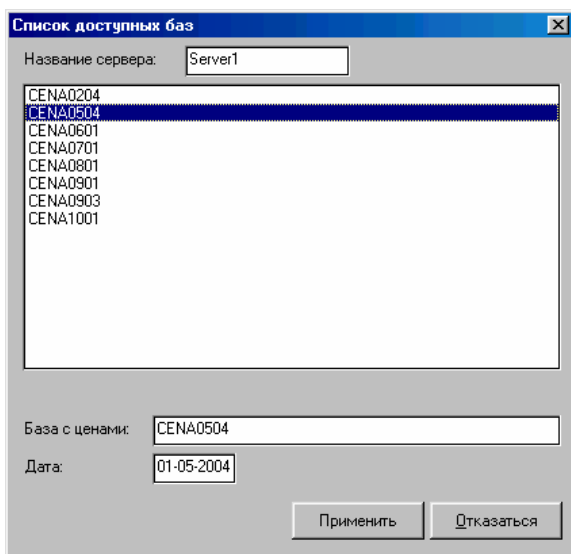 Список доступных баз
Название сервера: Server1
CENA0204
CENA0504
CENA0601
CENA0701
CENA0801
CENA0901
CENA0903
CENA1001
База с ценами: CENA0504
Дата: 01-05-2004
Применить Отказаться